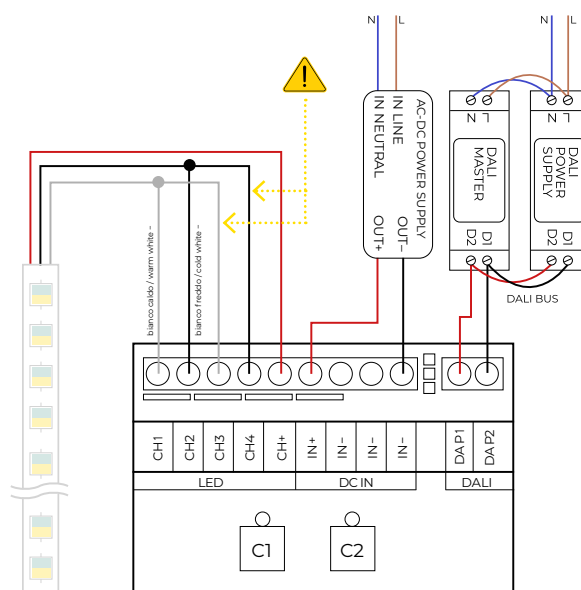 N L
N L
!
IN NEUTRAL
IN LINE
AC-DC POWER SUPPLY
OUT+
OUT−
N L
DALI
MASTER
D2 D1
N L
DALI
POWER
SUPPLY
D2 D1
DALI BUS
bianco caldo / warm white -
bianco freddo / cold white -
CH1 CH2 CH3 CH4 CH+ IN+ IN− IN− IN− DA P1 DA P2
LED DC IN DALI
C1 C2